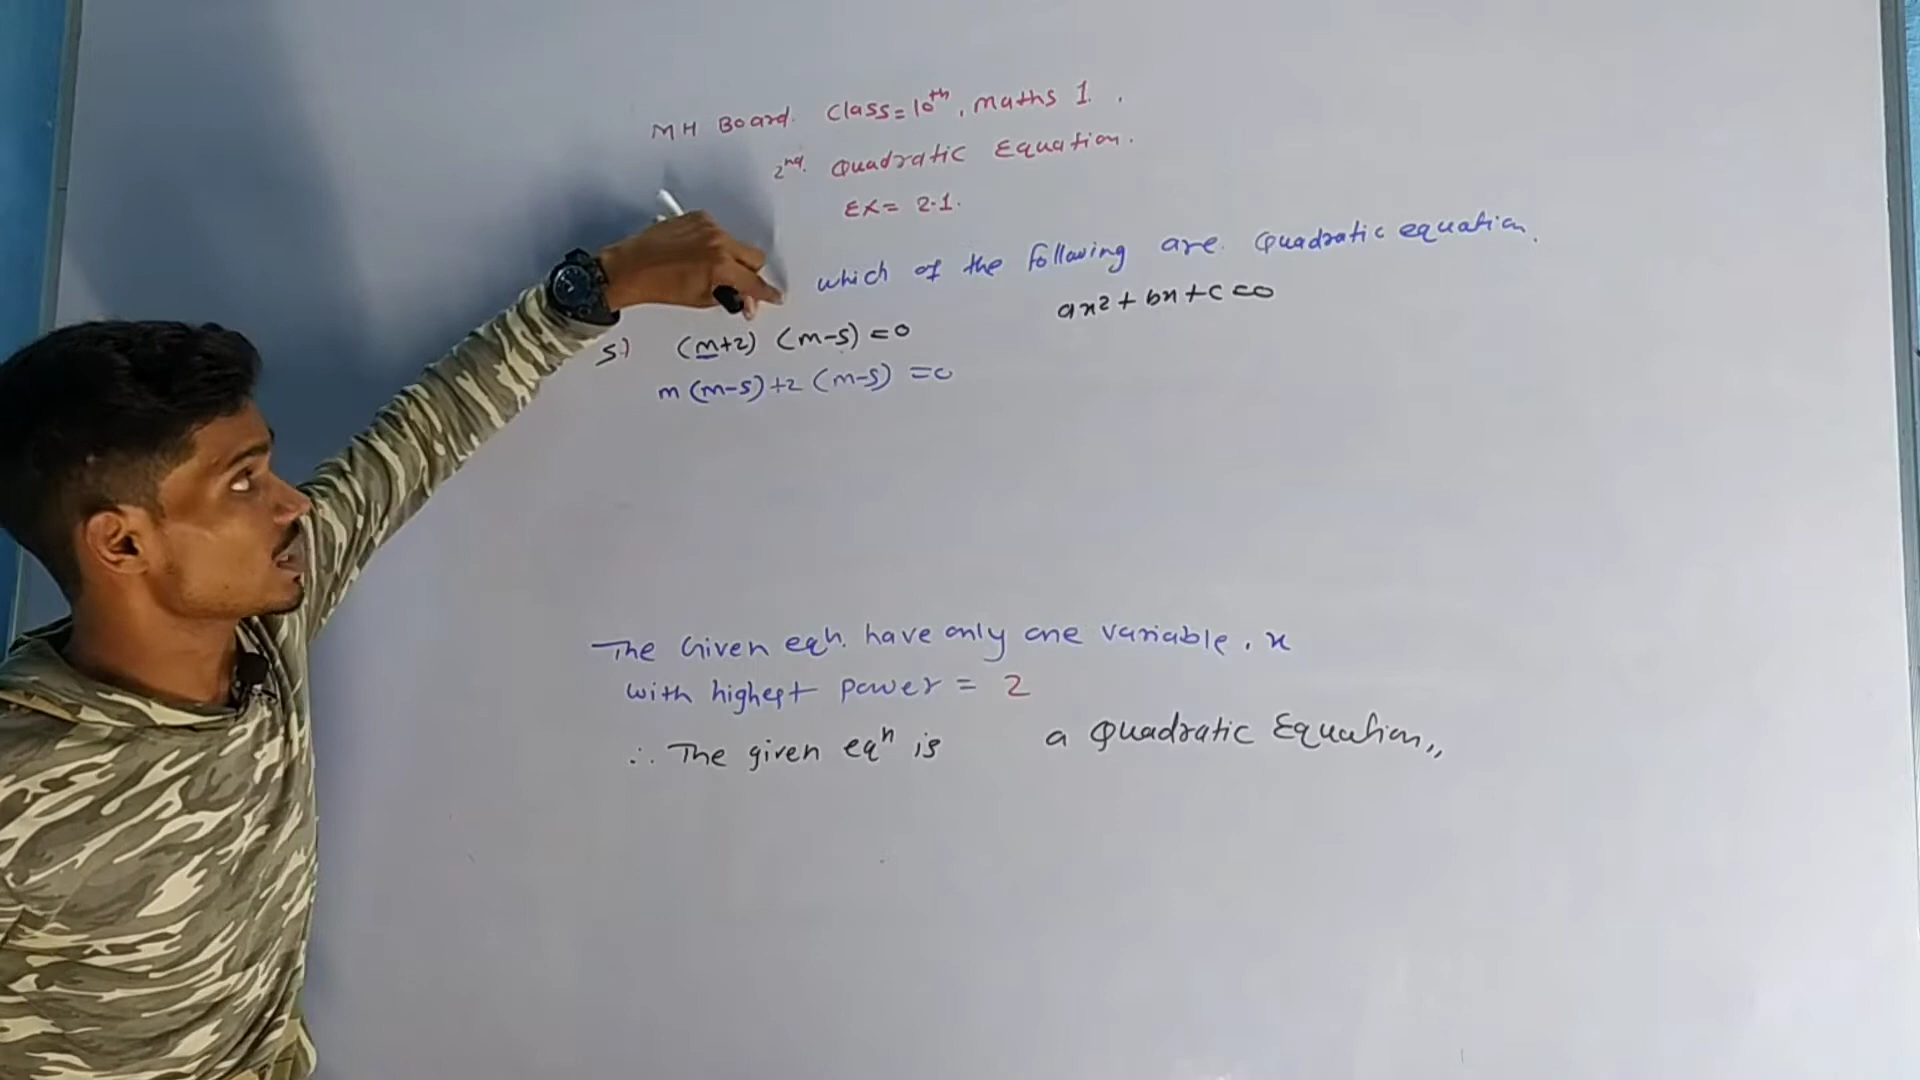 MH Board. Class=10th, maths 1.
2nd. Quadratic Equation.
EX= 2.1.
which of the following are Quadratic equation.
ax²+bx+c=0
5) (m+2) (m-5)=0
m(m-5)+2(m-5)=0
The Given eqn. have only one variable. x
with highest power = 2
∴ The given eqn is a Quadratic Equation,,